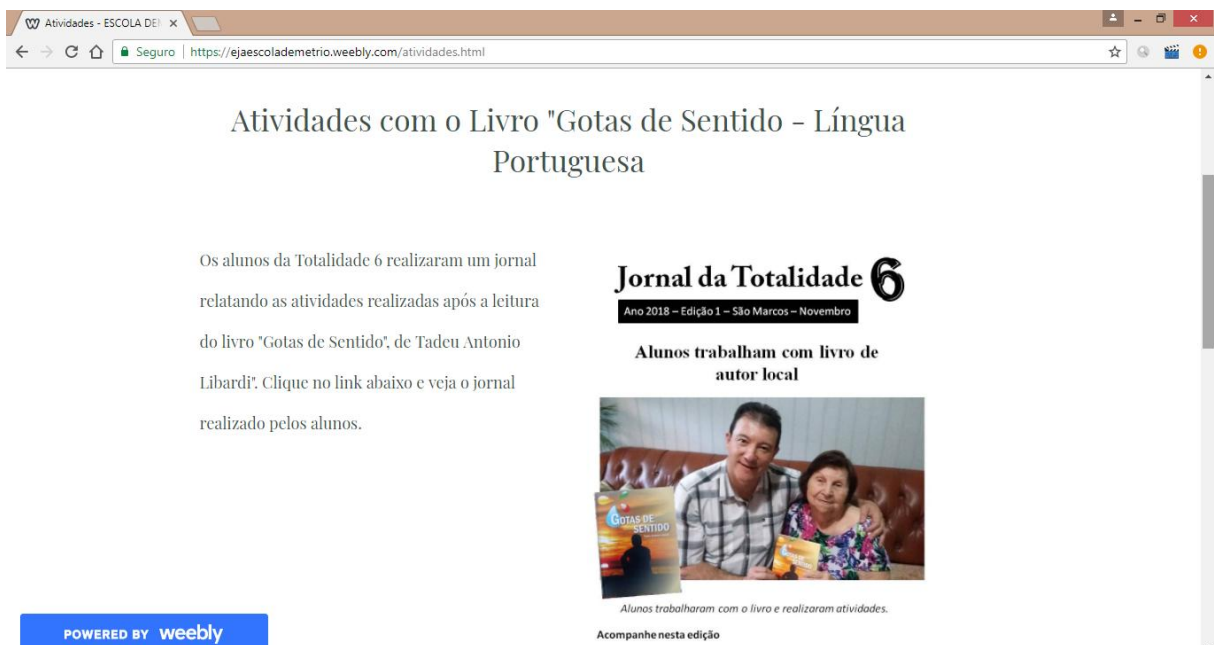 Atividades - ESCOLA DE
Seguro | https://ejaescolademetrio.weebly.com/atividades.html
Atividades com o Livro "Gotas de Sentido - Língua
Portuguesa
Os alunos da Totalidade 6 realizaram um jornal
relatando as atividades realizadas após a leitura
do livro "Gotas de Sentido", de Tadeu Antonio
Libardi". Clique no link abaixo e veja o jornal
realizado pelos alunos.
Jornal da Totalidade 6
Ano 2018 – Edição 1 – São Marcos – Novembro
Alunos trabalham com livro de
autor local
GOTAS DE
SENTIDO
Alunos trabalharam com o livro e realizaram atividades.
Acompanhe nesta edição
POWERED BY weebly